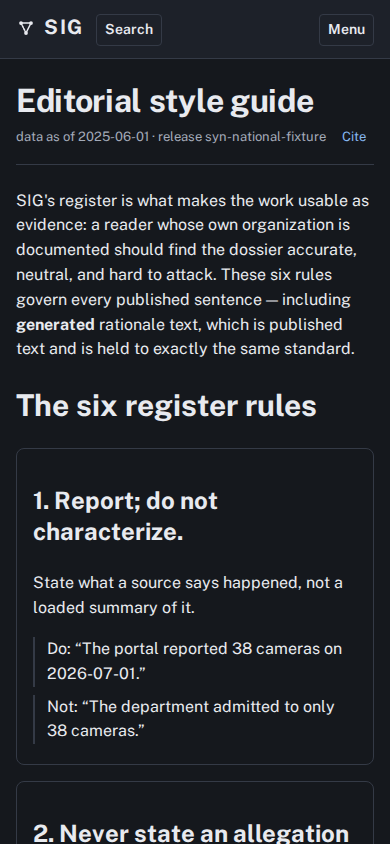 SIG Search Menu
Editorial style guide
data as of 2025-06-01 · release syn-national-fixture Cite
SIG's register is what makes the work usable as
evidence: a reader whose own organization is
documented should find the dossier accurate,
neutral, and hard to attack. These six rules
govern every published sentence — including
generated rationale text, which is published
text and is held to exactly the same standard.
The six register rules
1. Report; do not
characterize.
State what a source says happened, not a
loaded summary of it.
Do: “The portal reported 38 cameras on
2026-07-01.”
Not: “The department admitted to only
38 cameras.”
2. Never state an allegation